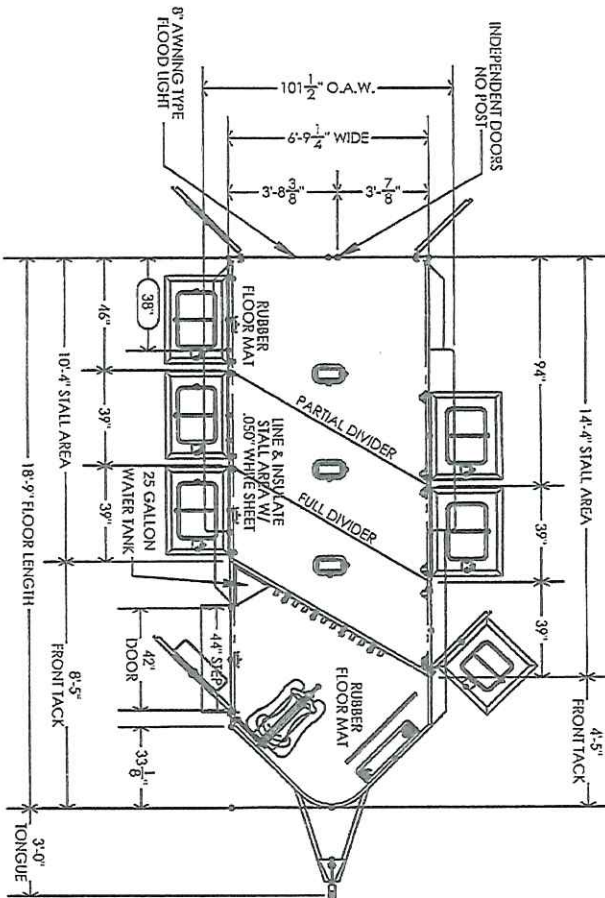 8" AWNING TYPE
FLOOD LIGHT
INDEPENDENT DOORS
NO POST
101 1/2" O.A.W.
6'-9 1/4" WIDE
3'-8 3/8"
3'- 7/8"
46"
38"
39"
39"
10'-4" STALL AREA
18'-9" FLOOR LENGTH
RUBBER
FLOOR MAT
PARTIAL DIVIDER
LINE & INSULATE
STALL AREA W/
.050" WHITE SHEET
FULL DIVIDER
25 GALLON
WATER TANK
94"
39"
39"
14'-4" STALL AREA
44" STEP
42"
DOOR
8'-5"
FRONT TACK
33 1/8"
RUBBER
FLOOR MAT
4'-5"
FRONT TACK
3'-0"
TONGUE